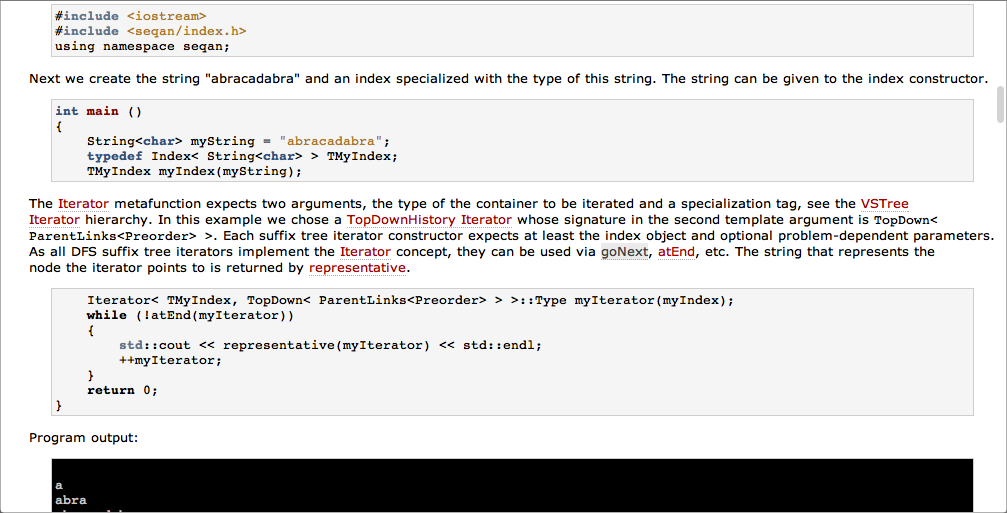 #include <iostream>
#include <seqan/index.h>
using namespace seqan;
Next we create the string "abracadabra" and an index specialized with the type of this string. The string can be given to the index constructor.
int main ()
{
    String<char> myString = "abracadabra";
    typedef Index< String<char> > TMyIndex;
    TMyIndex myIndex(myString);
The Iterator metafunction expects two arguments, the type of the container to be iterated and a specialization tag, see the VSTree
Iterator hierarchy. In this example we chose a TopDownHistory Iterator whose signature in the second template argument is TopDown<
ParentLinks<Preorder> >. Each suffix tree iterator constructor expects at least the index object and optional problem-dependent parameters.
As all DFS suffix tree iterators implement the Iterator concept, they can be used via goNext, atEnd, etc. The string that represents the
node the iterator points to is returned by representative.
    Iterator< TMyIndex, TopDown< ParentLinks<Preorder> > >::Type myIterator(myIndex);
    while (!atEnd(myIterator))
    {
        std::cout << representative(myIterator) << std::endl;
        ++myIterator;
    }
    return 0;
}
Program output:
a
abra